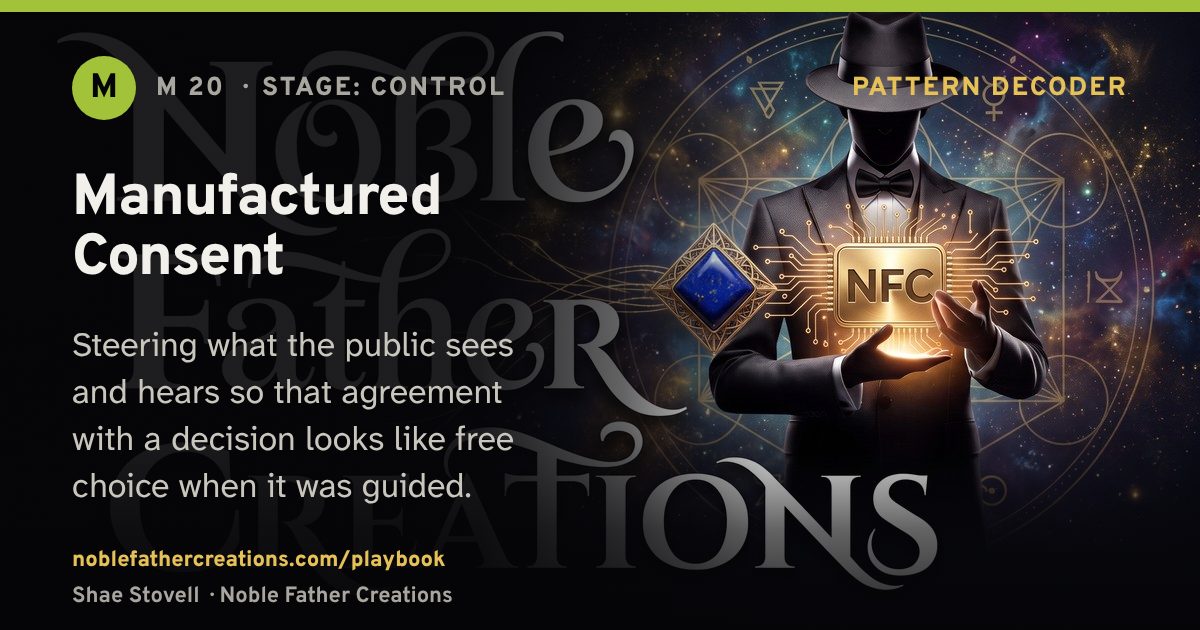 M
M 20 · STAGE: CONTROL
PATTERN DECODER
Manufactured
Consent
Steering what the public sees
and hears so that agreement
with a decision looks like free
choice when it was guided.
noblefathercreations.com/playbook
Shae Stovell · Noble Father Creations
Noble
FatheR
CREATIONS
NFC